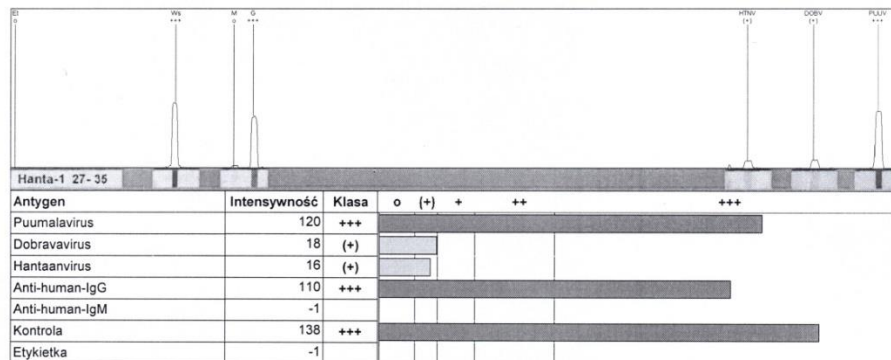 El Ws M G HTNV DOBV PUUV
o +++ o +++ (+) (+) +++
Hanta-1 27-35
Antygen Intensywność Klasa o (+) + ++ +++
Puumalavirus 120 +++
Dobravavirus 18 (+)
Hantaanvirus 16 (+)
Anti-human-IgG 110 +++
Anti-human-IgM -1
Kontrola 138 +++
Etykietka -1